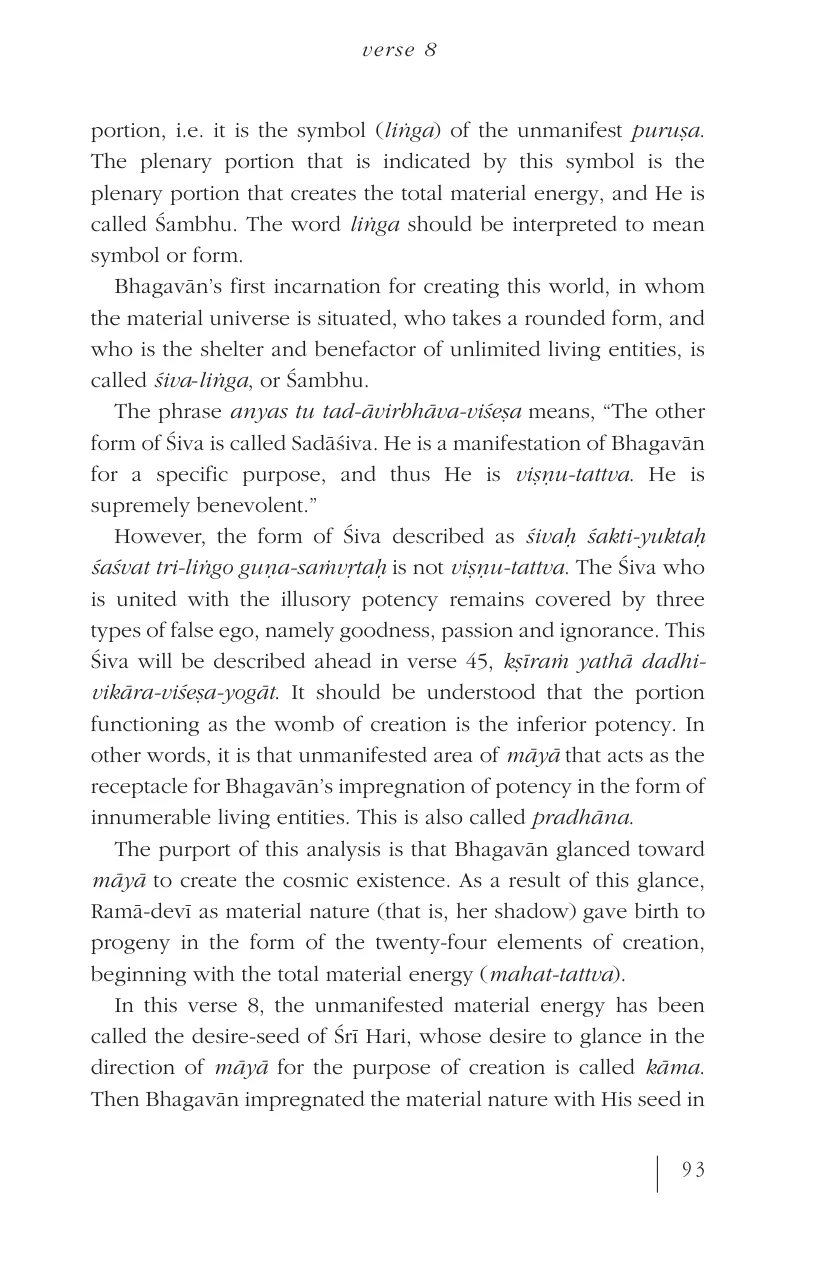 verse 8
portion, i.e. it is the symbol (liṅga) of the unmanifest puruṣa.
The plenary portion that is indicated by this symbol is the
plenary portion that creates the total material energy, and He is
called Śambhu. The word liṅga should be interpreted to mean
symbol or form.
Bhagavān’s first incarnation for creating this world, in whom
the material universe is situated, who takes a rounded form, and
who is the shelter and benefactor of unlimited living entities, is
called śiva-liṅga, or Śambhu.
The phrase anyas tu tad-āvirbhāva-viśeṣa means, “The other
form of Śiva is called Sadāśiva. He is a manifestation of Bhagavān
for a specific purpose, and thus He is viṣṇu-tattva. He is
supremely benevolent.”
However, the form of Śiva described as śivaḥ śakti-yuktaḥ
śaśvat tri-liṅgo guṇa-saṁvṛtaḥ is not viṣṇu-tattva. The Śiva who
is united with the illusory potency remains covered by three
types of false ego, namely goodness, passion and ignorance. This
Śiva will be described ahead in verse 45, kṣīraṁ yathā dadhi-
vikāra-viśeṣa-yogāt. It should be understood that the portion
functioning as the womb of creation is the inferior potency. In
other words, it is that unmanifested area of māyā that acts as the
receptacle for Bhagavān’s impregnation of potency in the form of
innumerable living entities. This is also called pradhāna.
The purport of this analysis is that Bhagavān glanced toward
māyā to create the cosmic existence. As a result of this glance,
Ramā-devī as material nature (that is, her shadow) gave birth to
progeny in the form of the twenty-four elements of creation,
beginning with the total material energy (mahat-tattva).
In this verse 8, the unmanifested material energy has been
called the desire-seed of Śrī Hari, whose desire to glance in the
direction of māyā for the purpose of creation is called kāma.
Then Bhagavān impregnated the material nature with His seed in
93